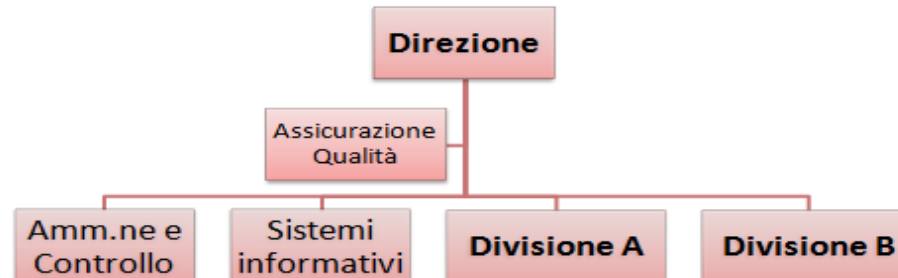 Direzione
Assicurazione
Qualità
Amm.ne e
Controllo
Sistemi
informativi
Divisione A
Divisione B